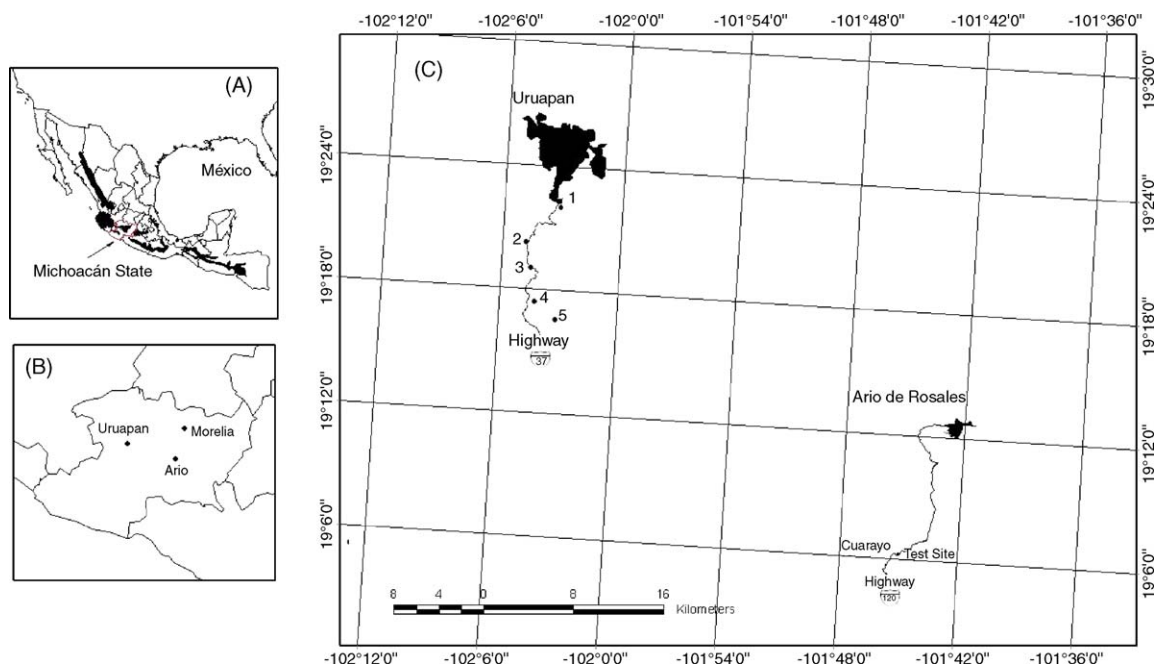 (A)
México
Michoacán State
(B)
Uruapan
Morelia
Ario
-102°12'0" -102°6'0" -102°0'0" -101°54'0" -101°48'0" -101°42'0" -101°36'0"
(C)
Uruapan
1
2
3
4
5
Highway
37
Ario de Rosales
Cuarayo
Test Site
Highway
120
8 4 0 8 16
Kilometers
19°24'0"
19°18'0"
19°12'0"
19°6'0"
19°30'0"
19°24'0"
19°18'0"
19°12'0"
19°6'0"
-102°12'0" -102°6'0" -102°0'0" -101°54'0" -101°48'0" -101°42'0" -101°36'0"